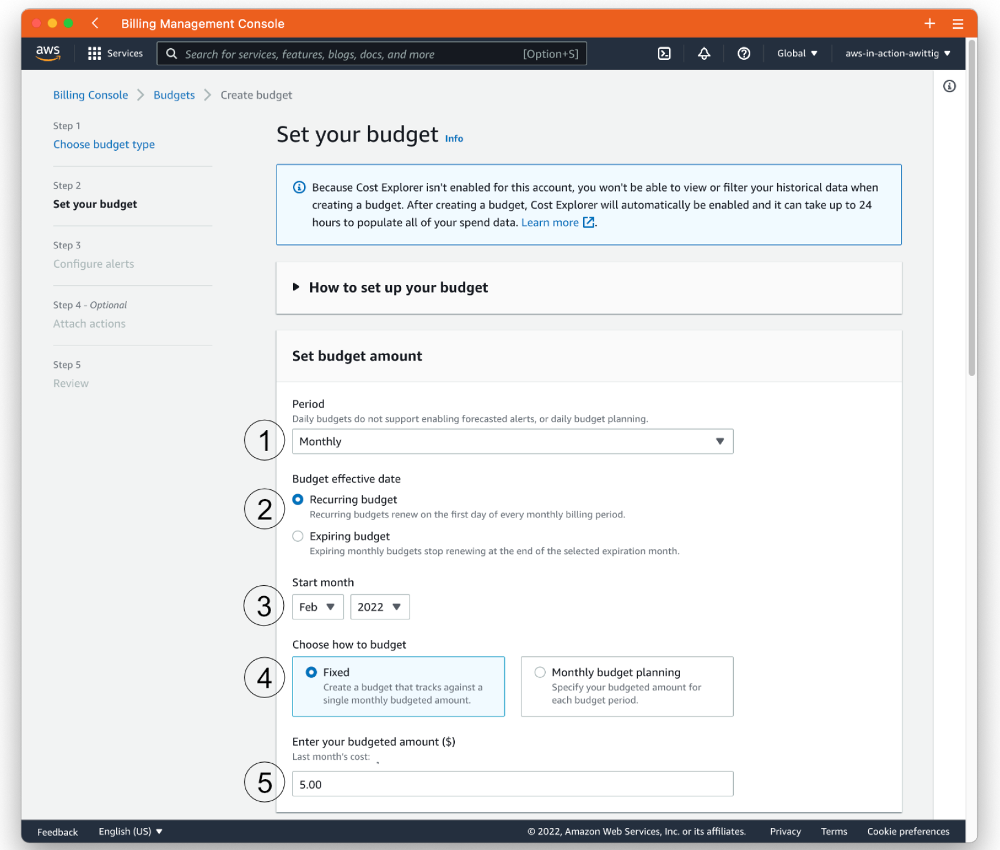 Billing Management Console
aws
Services
Search for services, features, blogs, docs, and more [Option+S]
Global
aws-in-action-awittig
Billing Console > Budgets > Create budget
Step 1
Choose budget type
Step 2
Set your budget
Step 3
Configure alerts
Step 4 - Optional
Attach actions
Step 5
Review
Set your budget Info
Because Cost Explorer isn't enabled for this account, you won't be able to view or filter your historical data when
creating a budget. After creating a budget, Cost Explorer will automatically be enabled and it can take up to 24
hours to populate all of your spend data. Learn more.
How to set up your budget
Set budget amount
Period
Daily budgets do not support enabling forecasted alerts, or daily budget planning.
1 Monthly
Budget effective date
2 Recurring budget
Recurring budgets renew on the first day of every monthly billing period.
Expiring budget
Expiring monthly budgets stop renewing at the end of the selected expiration month.
Start month
3 Feb 2022
Choose how to budget
4 Fixed
Create a budget that tracks against a
single monthly budgeted amount.
Monthly budget planning
Specify your budgeted amount for
each budget period.
Enter your budgeted amount ($)
Last month's cost:
5 5.00
Feedback English (US)
© 2022, Amazon Web Services, Inc. or its affiliates. Privacy Terms Cookie preferences